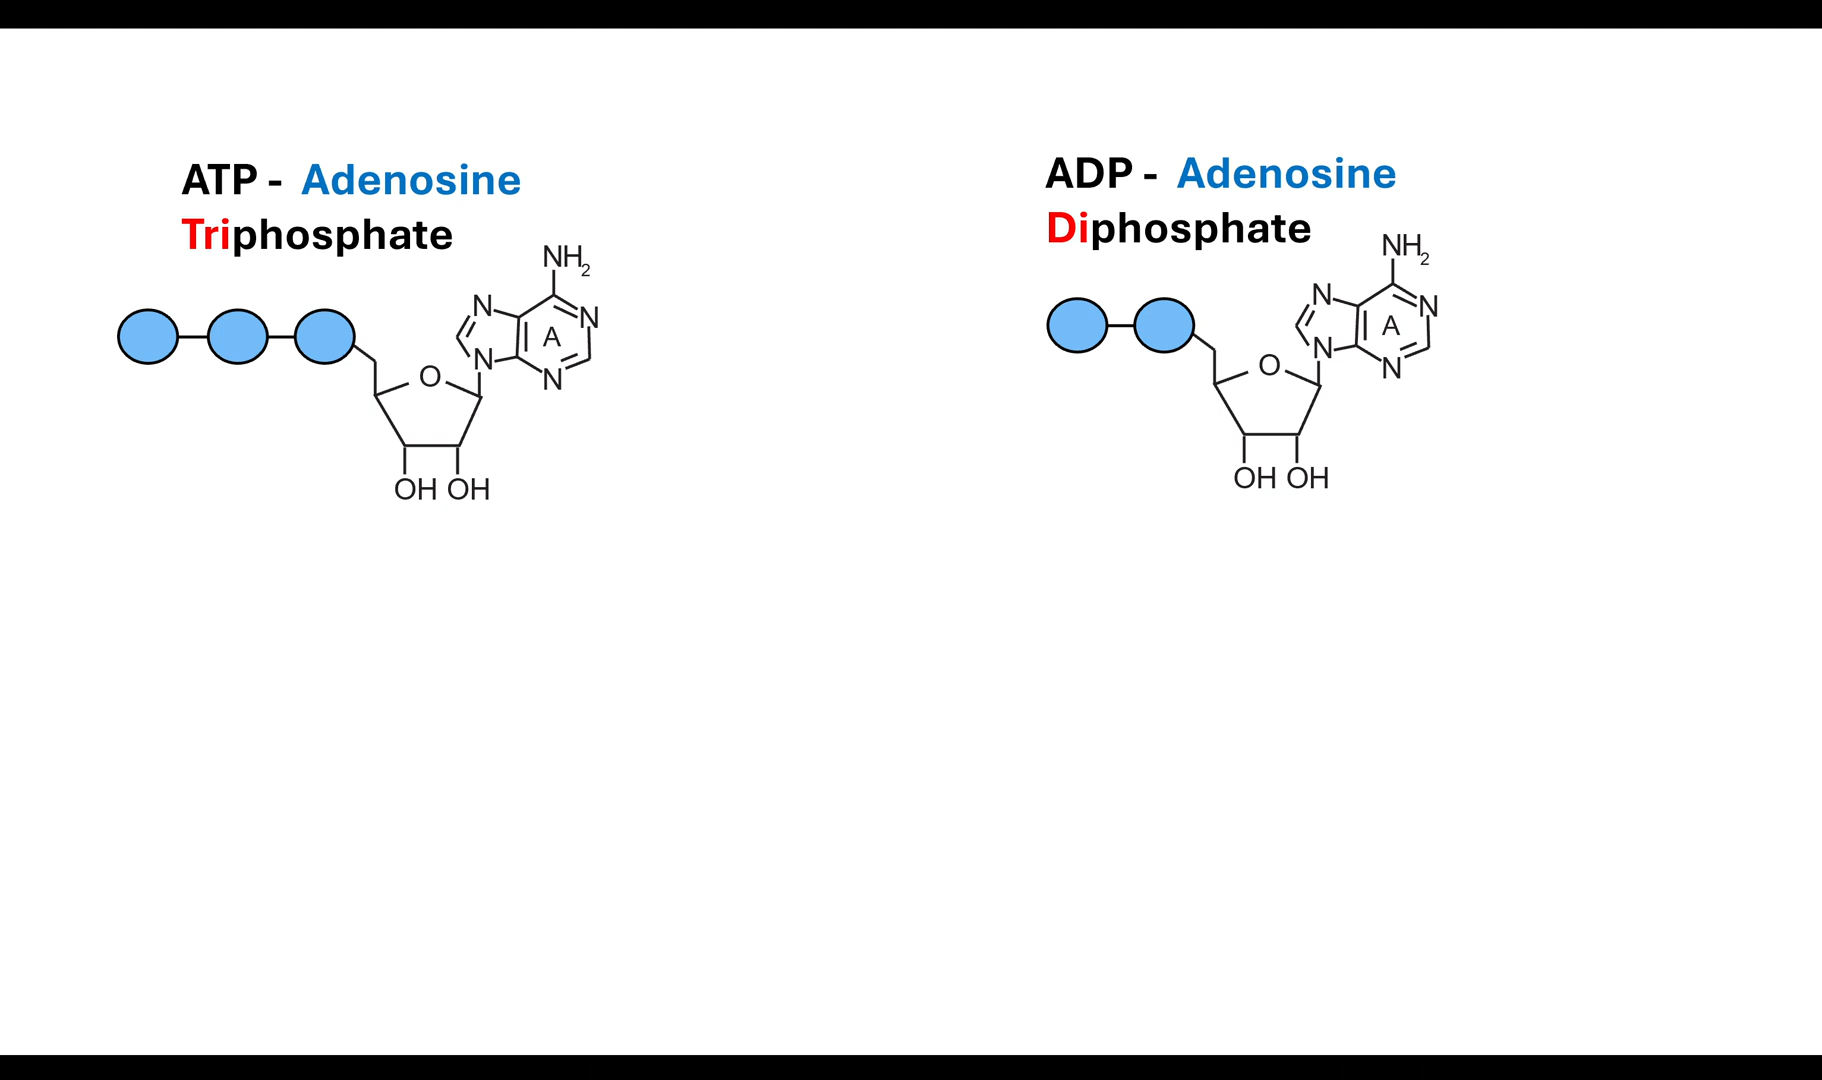 ATP - Adenosine
Triphosphate
NH2
N
N
A
N
N
O
OH OH
ADP - Adenosine
Diphosphate
NH2
N
N
A
N
N
O
OH OH